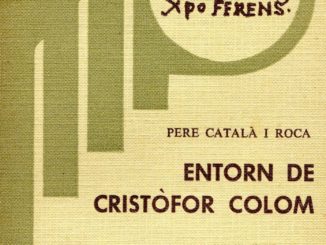 Xpo FERENS.
PERE CATALÀ I ROCA
ENTORN DE
CRISTÒFOR COLOM